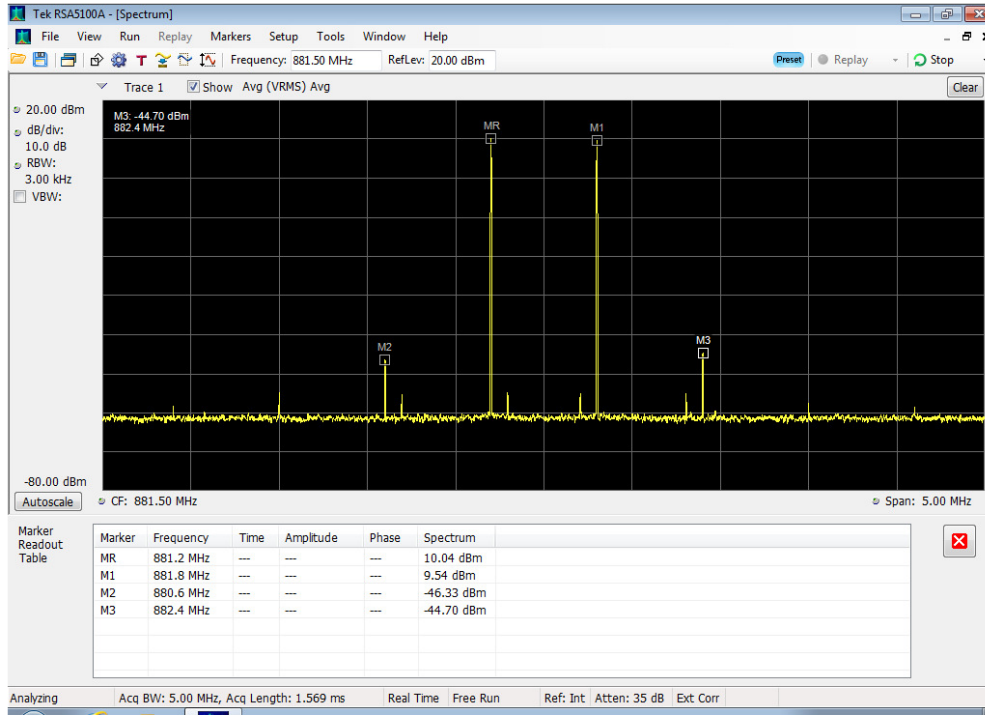 Tek RSA5100A - [Spectrum]
File View Run Replay Markers Setup Tools Window Help
T Frequency: 881.50 MHz RefLev: 20.00 dBm Preset Replay Stop
Trace 1 Show Avg (VRMS) Avg Clear
20.00 dBm
dB/div:
10.0 dB
RBW:
3.00 kHz
VBW:
M3: -44.70 dBm
882.4 MHz
MR
M1
M2
M3
-80.00 dBm
Autoscale CF: 881.50 MHz Span: 5.00 MHz
Marker
Readout
Table
Marker Frequency Time Amplitude Phase Spectrum
MR 881.2 MHz --- --- --- 10.04 dBm
M1 881.8 MHz --- --- --- 9.54 dBm
M2 880.6 MHz --- --- --- -46.33 dBm
M3 882.4 MHz --- --- --- -44.70 dBm
Analyzing Acq BW: 5.00 MHz, Acq Length: 1.569 ms Real Time Free Run Ref: Int Atten: 35 dB Ext Corr